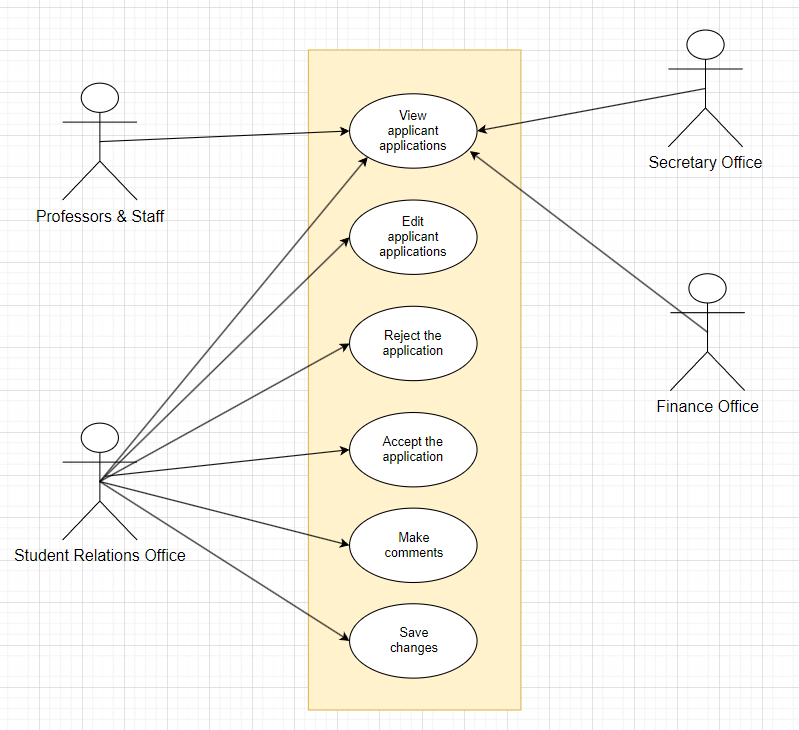 View
applicant
applications
Secretary Office
Professors & Staff
Edit
applicant
applications
Reject the
application
Finance Office
Accept the
application
Student Relations Office
Make
comments
Save
changes